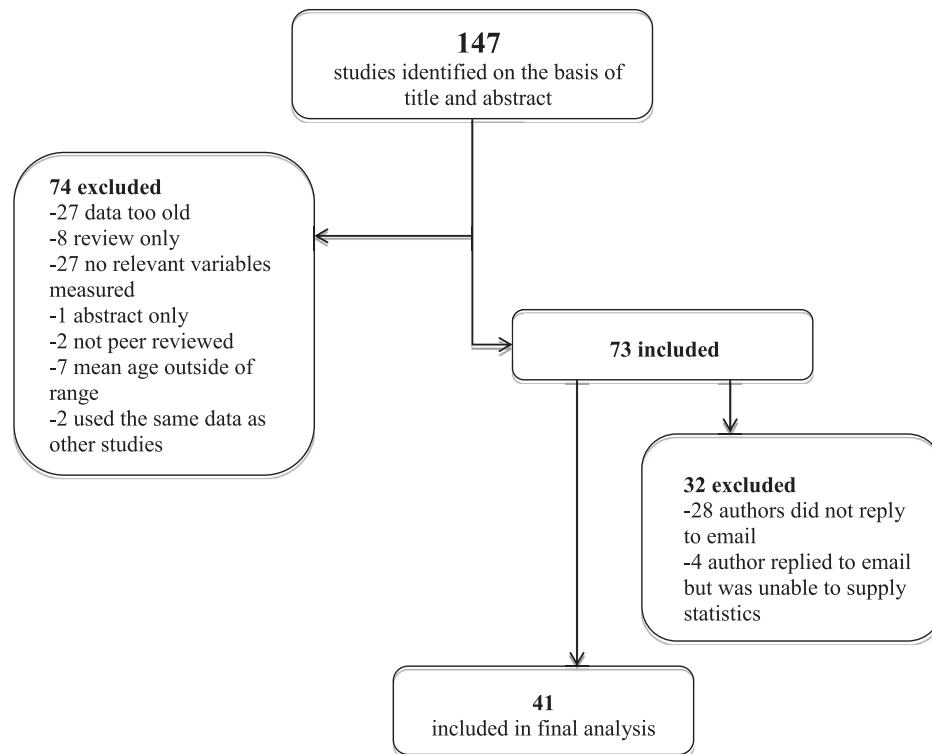 147
studies identified on the basis of
title and abstract
74 excluded
-27 data too old
-8 review only
-27 no relevant variables
measured
-1 abstract only
-2 not peer reviewed
-7 mean age outside of
range
-2 used the same data as
other studies
73 included
32 excluded
-28 authors did not reply
to email
-4 author replied to email
but was unable to supply
statistics
41
included in final analysis